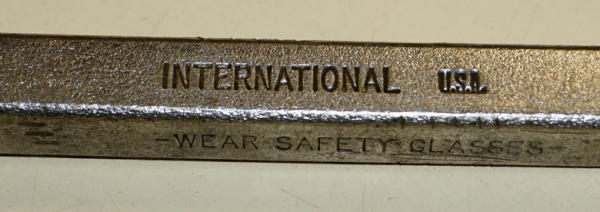 INTERNATIONAL U.S.A.
-WEAR SAFETY GLASSES-